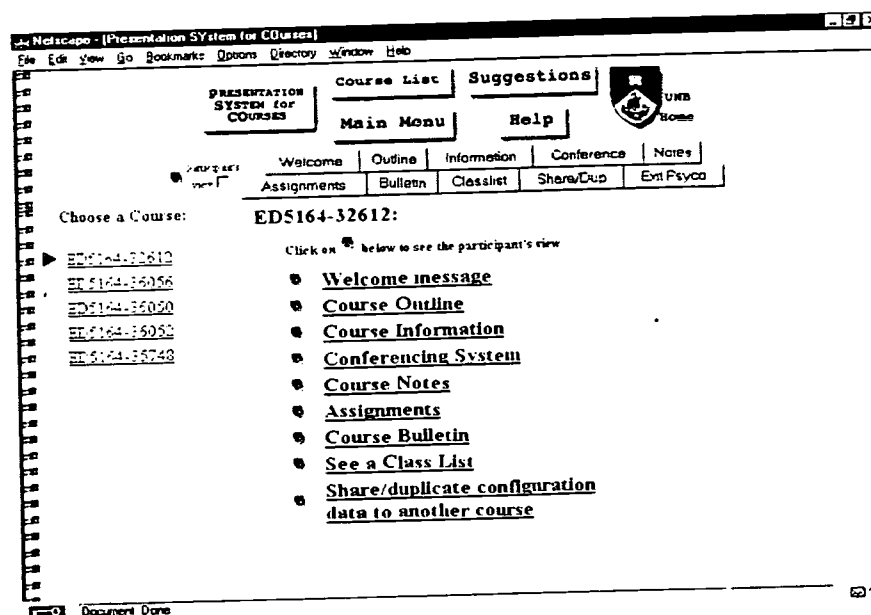 Netscape - [Presentation SYstem for COurses]
File Edit View Go Bookmarks Options Directory Window Help
PRESENTATION
SYSTEM for
COURSES
Course List
Suggestions
Main Menu
Help
UNB
Home
Welcome Outline Information Conference Notes
Participant's
view
Assignments Bulletin Classlist Share/Dup Exit Psyco
Choose a Course:
ED5164-32612
ED5164-36056
ED5164-36050
ED5164-36052
ED5164-35748
ED5164-32612:
Click on below to see the participant's view
Welcome message
Course Outline
Course Information
Conferencing System
Course Notes
Assignments
Course Bulletin
See a Class List
Share/duplicate configuration
data to another course
Document Done